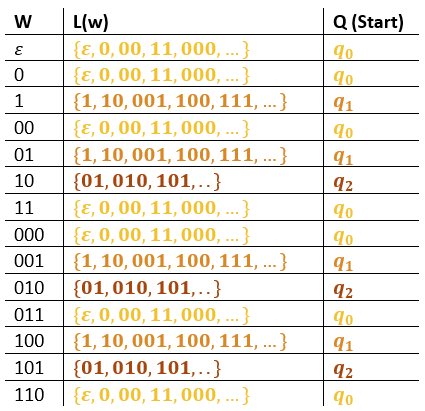 W L(w) Q (Start)
ε {ε, 0, 00, 11, 000, …} q₀
0 {ε, 0, 00, 11, 000, …} q₀
1 {1, 10, 001, 100, 111, …} q₁
00 {ε, 0, 00, 11, 000, …} q₀
01 {1, 10, 001, 100, 111, …} q₁
10 {01, 010, 101, . .} q₂
11 {ε, 0, 00, 11, 000, …} q₀
000 {ε, 0, 00, 11, 000, …} q₀
001 {1, 10, 001, 100, 111, …} q₁
010 {01, 010, 101, . .} q₂
011 {ε, 0, 00, 11, 000, …} q₀
100 {1, 10, 001, 100, 111, …} q₁
101 {01, 010, 101, . .} q₂
110 {ε, 0, 00, 11, 000, …} q₀